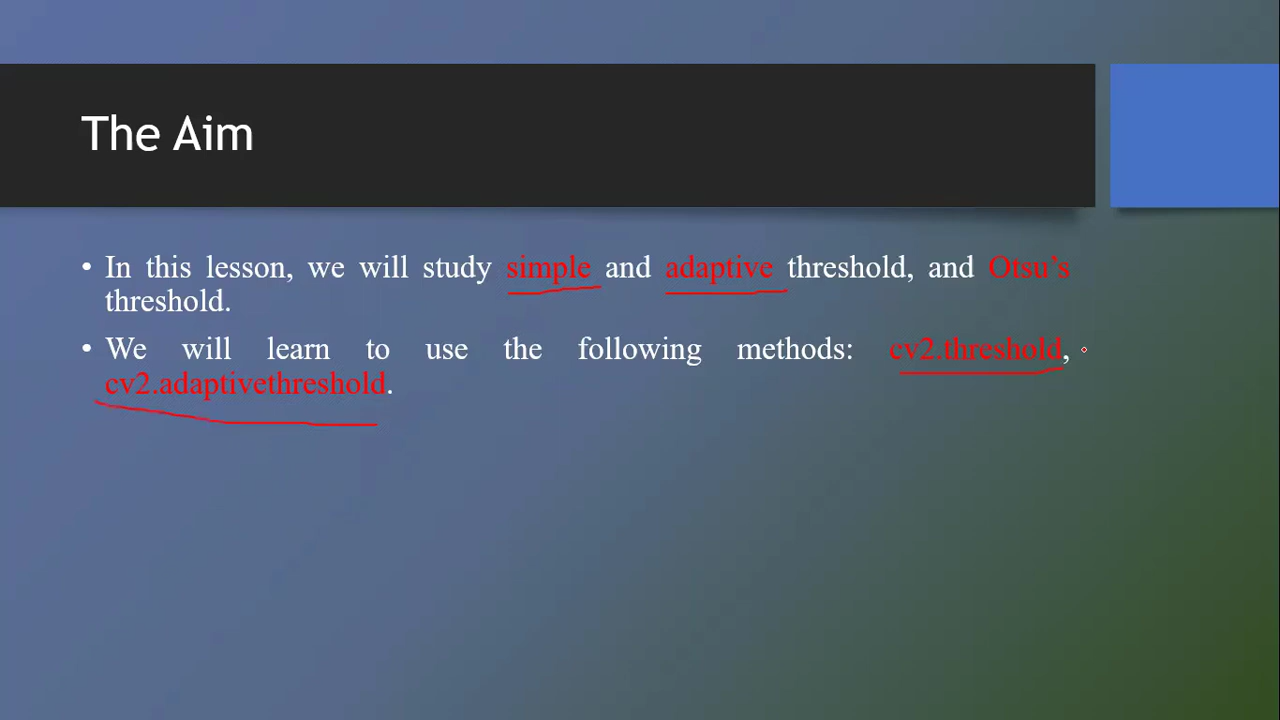 The Aim
• In this lesson, we will study simple and adaptive threshold, and Otsu’s
threshold.
• We will learn to use the following methods: cv2.threshold,
cv2.adaptivethreshold.